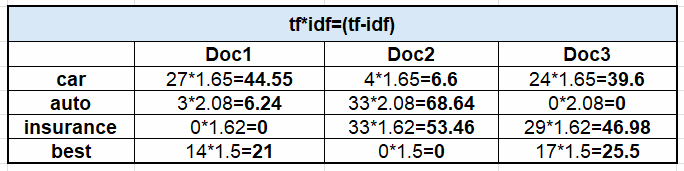 tf*idf=(tf-idf)
Doc1 Doc2 Doc3
car 27*1.65=44.55 4*1.65=6.6 24*1.65=39.6
auto 3*2.08=6.24 33*2.08=68.64 0*2.08=0
insurance 0*1.62=0 33*1.62=53.46 29*1.62=46.98
best 14*1.5=21 0*1.5=0 17*1.5=25.5